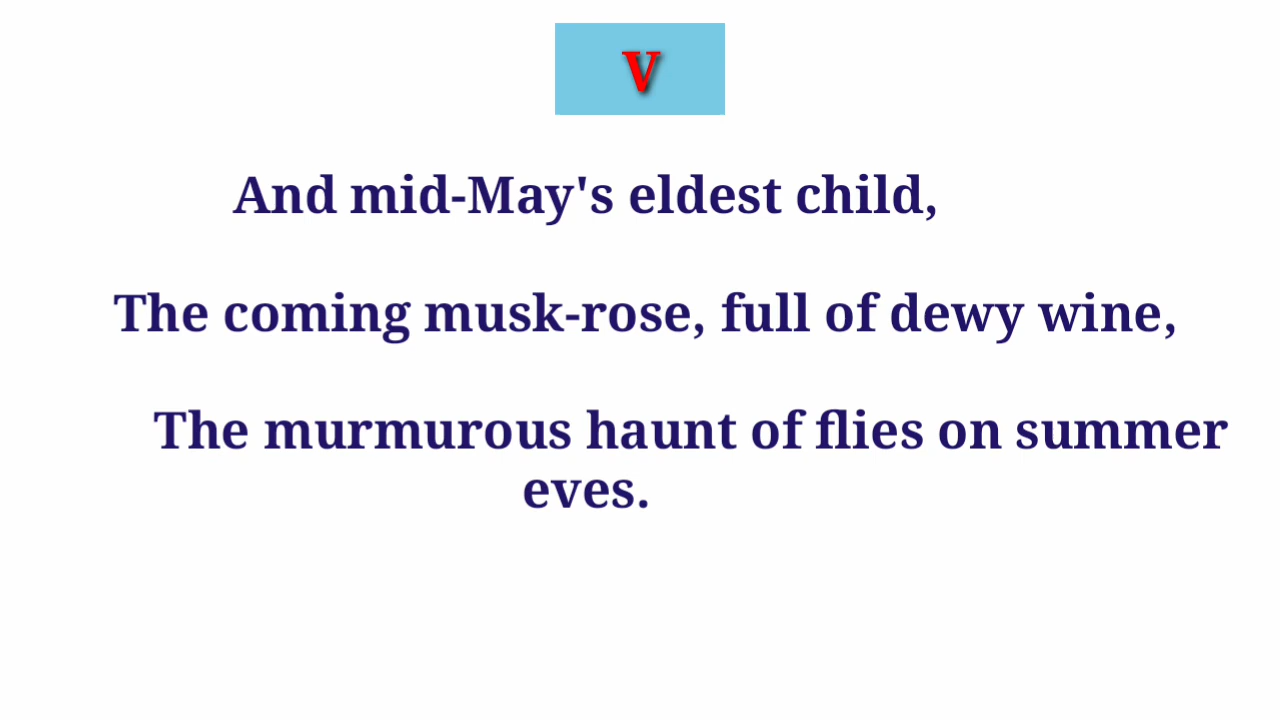 V
And mid-May's eldest child,
The coming musk-rose, full of dewy wine,
The murmurous haunt of flies on summer
eves.